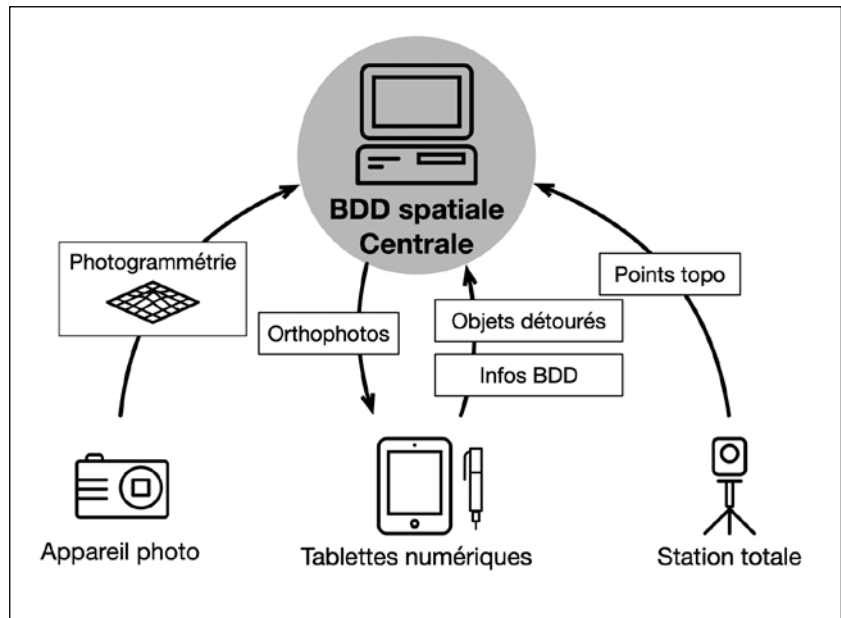 BDD spatiale
Centrale
Photogrammétrie
Points topo
Orthophotos
Objets détourés
Infos BDD
Appareil photo
Tablettes numériques
Station totale